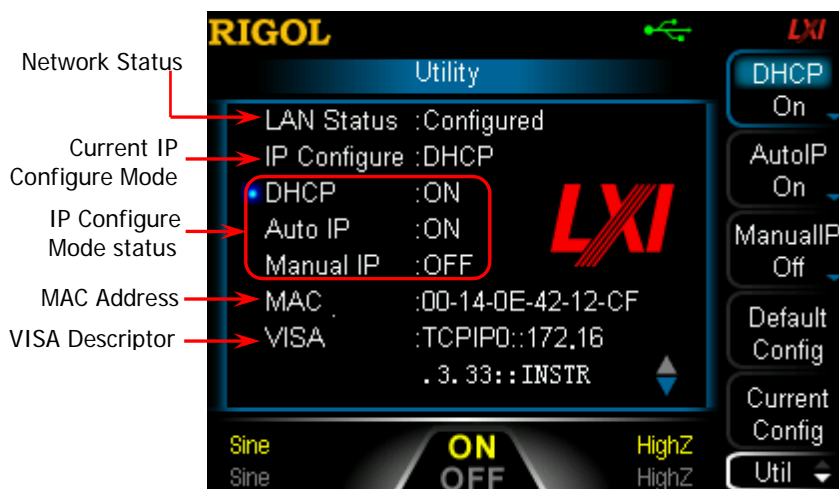 RIGOL
LXI
Network Status
Utility
DHCP
On
LAN Status :Configured
Current IP
Configure Mode
IP Configure :DHCP
AutoIP
On
DHCP :ON
IP Configure
Mode status
Auto IP :ON
LXI
ManualIP
Off
Manual IP :OFF
MAC Address
MAC :00-14-0E-42-12-CF
Default
Config
VISA Descriptor
VISA :TCPIP0::172.16
.3.33::INSTR
Current
Config
Sine ON HighZ
Sine OFF HighZ
Util